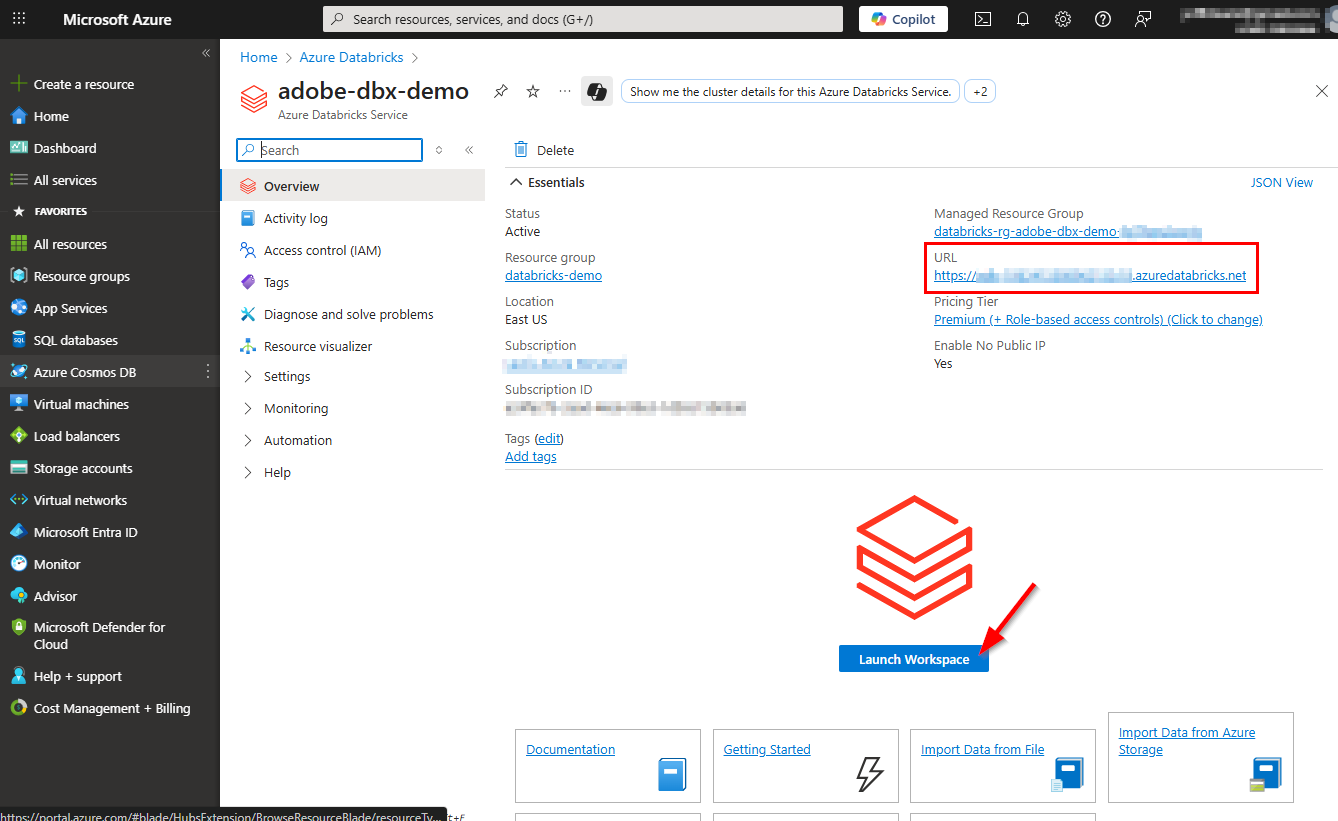 Microsoft Azure
Search resources, services, and docs (G+/)
Copilot
Create a resource
Home
Dashboard
All services
FAVORITES
All resources
Resource groups
App Services
SQL databases
Azure Cosmos DB
Virtual machines
Load balancers
Storage accounts
Virtual networks
Microsoft Entra ID
Monitor
Advisor
Microsoft Defender for
Cloud
Help + support
Cost Management + Billing
Home > Azure Databricks >
adobe-dbx-demo
Azure Databricks Service
Show me the cluster details for this Azure Databricks Service.
+2
Search
Overview
Activity log
Access control (IAM)
Tags
Diagnose and solve problems
Resource visualizer
Settings
Monitoring
Automation
Help
Delete
Essentials
JSON View
Status
Active
Resource group
databricks-demo
Location
East US
Subscription
Subscription ID
Tags (edit)
Add tags
Managed Resource Group
databricks-rg-adobe-dbx-demo-
URL
https:// .azuredatabricks.net
Pricing Tier
Premium (+ Role-based access controls) (Click to change)
Enable No Public IP
Yes
Launch Workspace
Documentation
Getting Started
Import Data from File
Import Data from Azure
Storage
https://portal.azure.com/#blade/HubsExtension/BrowseResourceBlade/resourceTy...